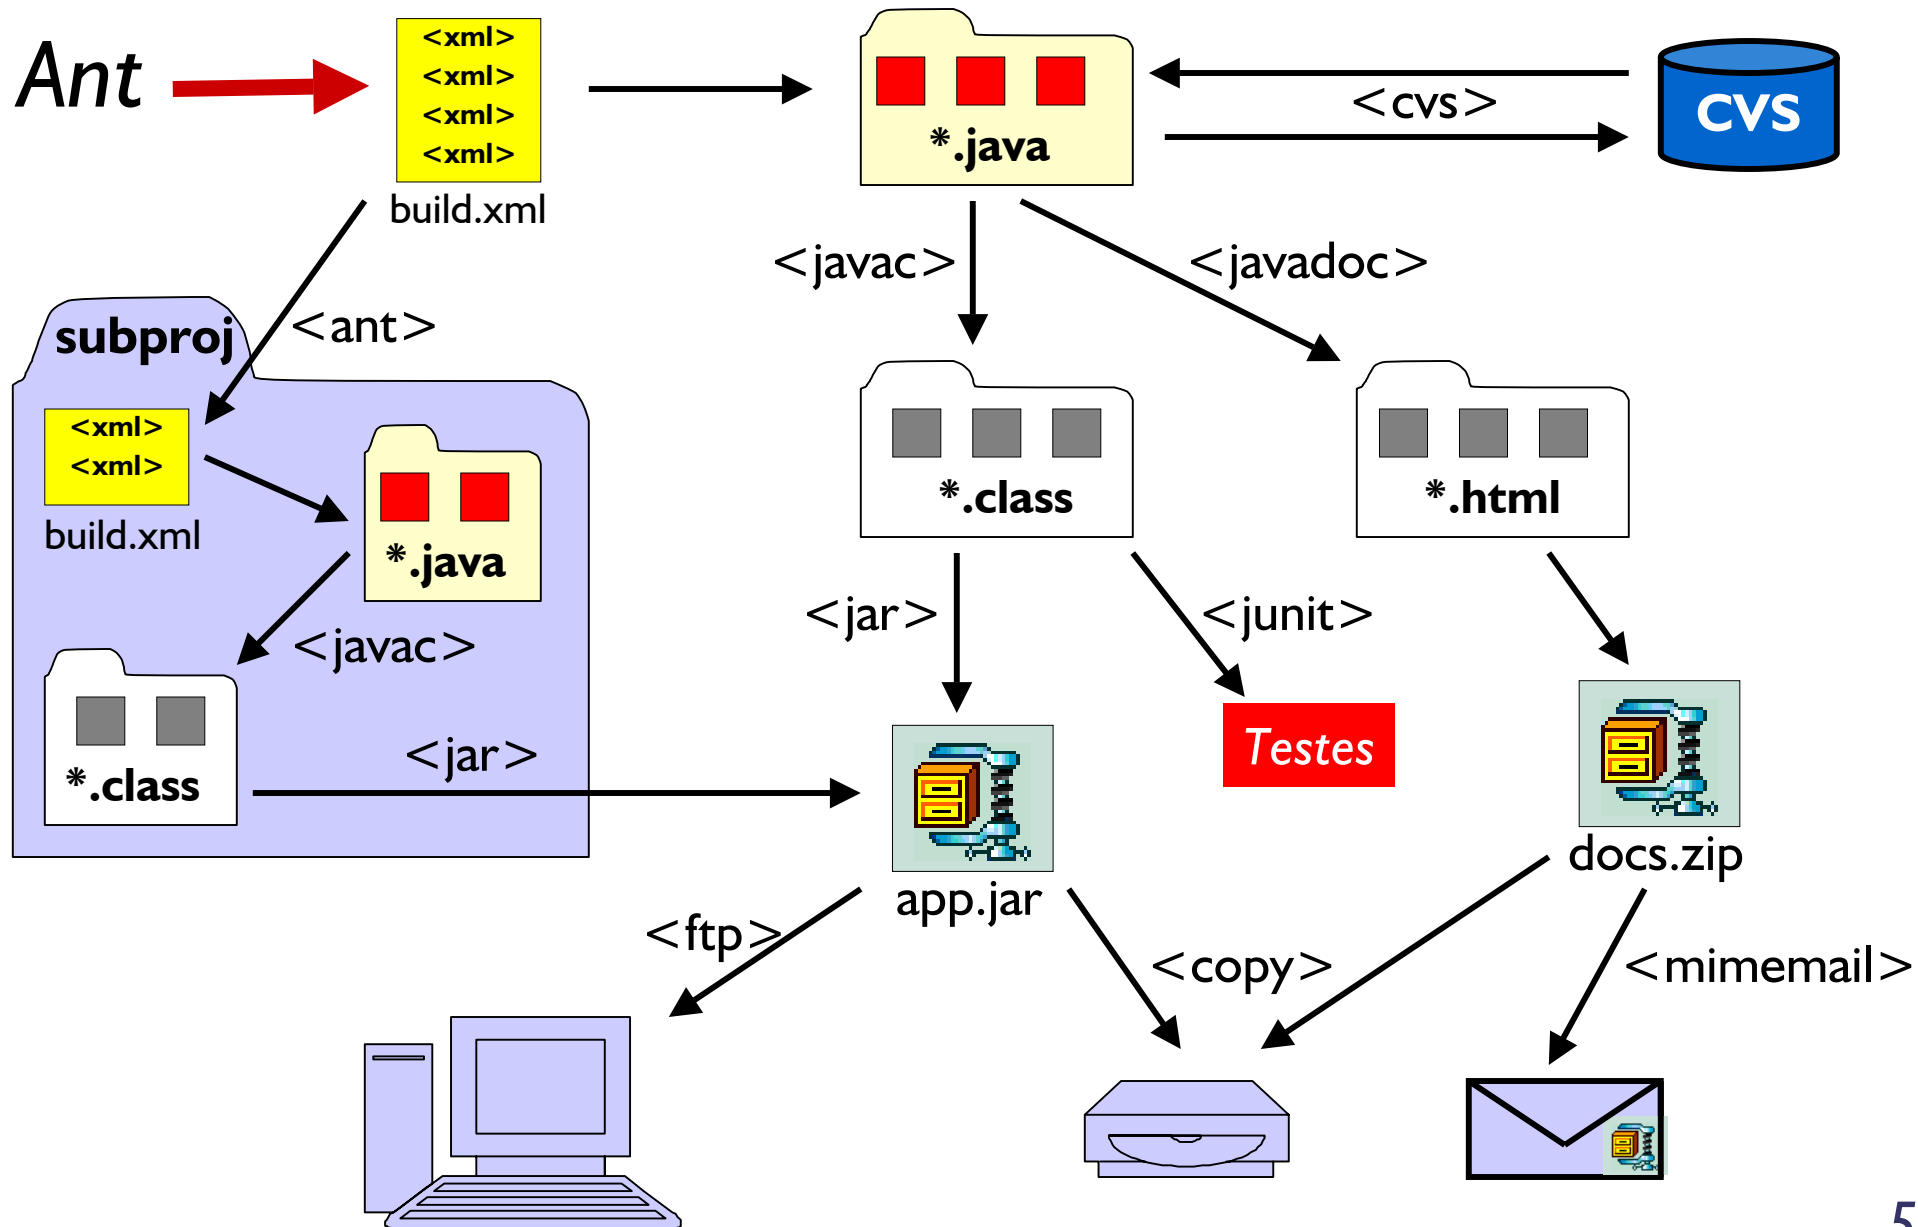 Ant
<xml>
<xml>
<xml>
<xml>
build.xml
*.java
<cvs>
CVS
<javac>
<javadoc>
<ant>
subproj
<xml>
<xml>
build.xml
*.java
<javac>
*.class
<jar>
*.class
*.html
<jar>
<junit>
Testes
app.jar
docs.zip
<ftp>
<copy>
<mimemail>
5